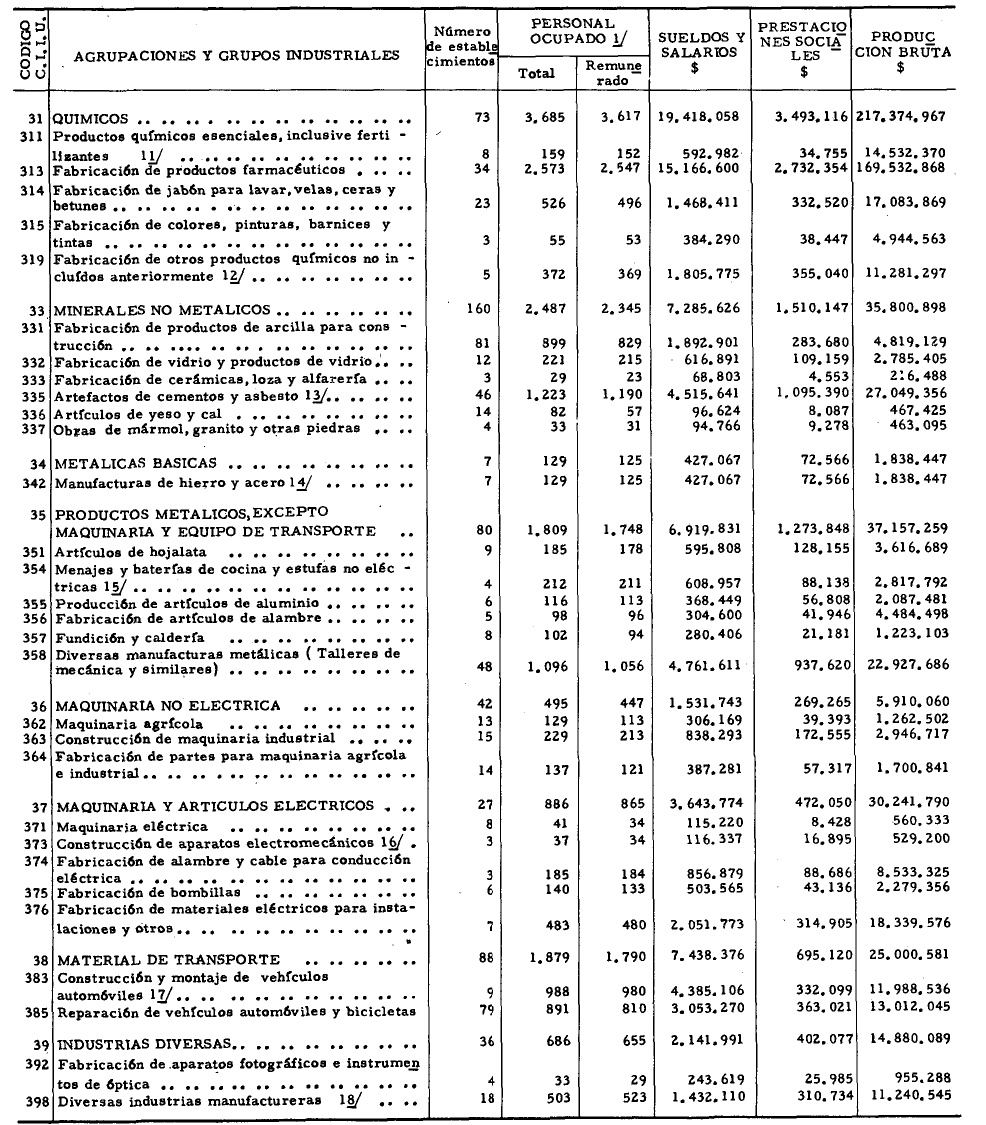 CODIGO C.I.I.U. AGRUPACIONES Y GRUPOS INDUSTRIALES Número de estable cimientos PERSONAL OCUPADO 1/ Total Remune rado SUELDOS Y SALARIOS $ PRESTACIO NES SOCIA LES $ PRODUC CION BRUTA $
31 QUIMICOS .. .. .. .. .. .. .. .. .. .. .. .. 73 3.685 3.617 19.418.058 3.493.116 217.374.967
311 Productos químicos esenciales, inclusive ferti -
lizantes 11/ .. .. .. .. .. .. .. .. .. .. 8 159 152 592.982 34.755 14.532.370
313 Fabricación de productos farmacéuticos . .. .. 34 2.573 2.547 15.166.600 2.732.354 169.532.868
314 Fabricación de jabón para lavar, velas, ceras y
betunes .. .. .. .. .. .. .. .. .. .. .. .. .. 23 526 496 1.468.411 332.520 17.083.869
315 Fabricación de colores, pinturas, barnices y
tintas .. .. .. .. .. .. .. .. .. .. .. .. .. 3 55 53 384.290 38.447 4.944.563
319 Fabricación de otros productos químicos no in -
cluídos anteriormente 12/ .. .. .. .. .. .. .. 5 372 369 1.805.775 355.040 11.281.297
33 MINERALES NO METALICOS .. .. .. .. .. .. 160 2.487 2.345 7.285.626 1.510.147 35.800.898
331 Fabricación de productos de arcilla para cons -
trucción .. .. .... .. .. .. .. .. .. .. .. .. 81 899 829 1.892.901 283.680 4.819.129
332 Fabricación de vidrio y productos de vidrio.. .. 12 221 215 616.891 109.159 2.785.405
333 Fabricación de cerámicas, loza y alfarería .. .. 3 29 23 68.803 4.553 216.488
335 Artefactos de cementos y asbesto 13/.. .. .. .. 46 1.223 1.190 4.515.641 1.095.390 27.049.356
336 Artículos de yeso y cal . .. .. .. .. .. .. .. 14 82 57 96.624 8.087 467.425
337 Obras de mármol, granito y otras piedras .. .. 4 33 31 94.766 9.278 463.095
34 METALICAS BASICAS .. .. .. .. .. .. .. .. 7 129 125 427.067 72.566 1.838.447
342 Manufacturas de hierro y acero 14/ .. .. .. .. 7 129 125 427.067 72.566 1.838.447
35 PRODUCTOS METALICOS, EXCEPTO
MAQUINARIA Y EQUIPO DE TRANSPORTE .. 80 1.809 1.748 6.919.831 1.273.848 37.157.259
351 Artículos de hojalata .. .. .. .. .. .. .. .. 9 185 178 595.808 128.155 3.616.689
354 Menajes y baterías de cocina y estufas no eléc -
tricas 15/ .. .. .. .. .. .. .. .. .. .. .. .. 4 212 211 608.957 88.138 2.817.792
355 Producción de artículos de aluminio .. .. .. .. 6 116 113 368.449 56.808 2.087.481
356 Fabricación de artículos de alambre .. .. .. .. 5 98 96 304.600 41.946 4.484.498
357 Fundición y caldería .. .. .. .. .. .. .. .. 8 102 94 280.406 21.181 1.223.103
358 Diversas manufacturas metálicas ( Talleres de
mecánica y similares) .. .. .. .. .. .. .. .. 48 1.096 1.056 4.761.611 937.620 22.927.686
36 MAQUINARIA NO ELECTRICA .. .. .. .. .. 42 495 447 1.531.743 269.265 5.910.060
362 Maquinaria agrícola .. .. .. .. .. .. .. .. 13 129 113 306.169 39.393 1.262.502
363 Construcción de maquinaria industrial .. .. .. 15 229 213 838.293 172.555 2.946.717
364 Fabricación de partes para maquinaria agrícola
e industrial.. .. .. .. .. .. .. .. .. .. .. .. 14 137 121 387.281 57.317 1.700.841
37 MAQUINARIA Y ARTICULOS ELECTRICOS . .. 27 886 865 3.643.774 472.050 30.241.790
371 Maquinaria eléctrica .. .. .. .. .. .. .. .. 8 41 34 115.220 8.428 560.333
373 Construcción de aparatos electromecánicos 16/ . 3 37 34 116.337 16.895 529.200
374 Fabricación de alambre y cable para conducción
eléctrica .. .. .. .. .. .. .. .. .. .. .. .. 3 185 184 856.879 88.686 8.533.325
375 Fabricación de bombillas .. .. .. .. .. .. .. 6 140 133 503.565 43.136 2.279.356
376 Fabricación de materiales eléctricos para insta-
laciones y otros.. .. .. .. .. .. .. .. .. .. 7 483 480 2.051.773 314.905 18.339.576
38 MATERIAL DE TRANSPORTE .. .. .. .. .. 88 1.879 1.790 7.438.376 695.120 25.000.581
383 Construcción y montaje de vehículos
automóviles 17/.. .. .. .. .. .. .. .. .. .. 9 988 980 4.385.106 332.099 11.988.536
385 Reparación de vehículos automóviles y bicicletas 79 891 810 3.053.270 363.021 13.012.045
39 INDUSTRIAS DIVERSAS.. .. .. .. .. .. .. .. 36 686 655 2.141.991 402.077 14.880.089
392 Fabricación de aparatos fotográficos e instrumen
tos de óptica .. .. .. .. .. .. .. .. .. .. .. 4 33 29 243.619 25.985 955.288
398 Diversas industrias manufactureras 18/ .. .. 18 503 523 1.432.110 310.734 11.240.545